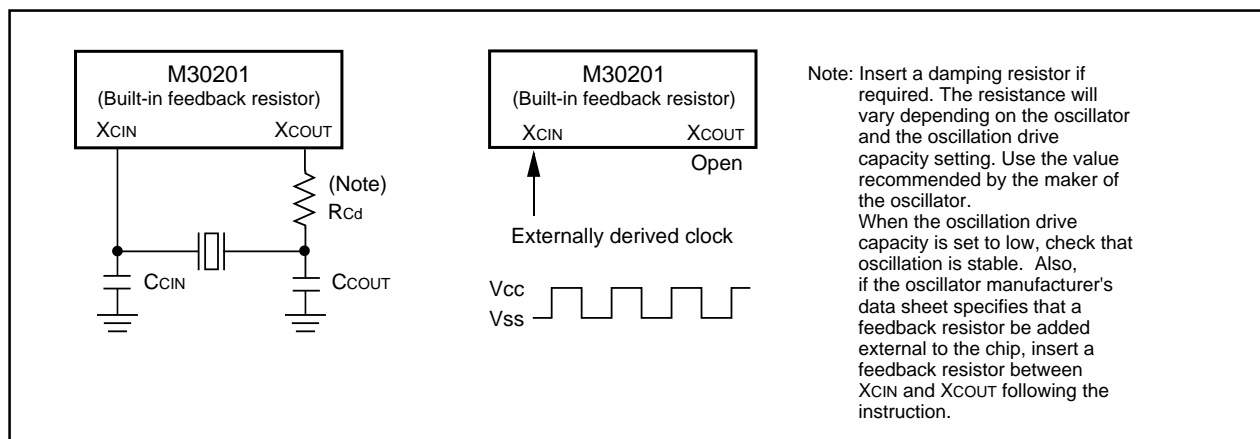 M30201
(Built-in feedback resistor)
XCIN XCOUT
(Note)
RCd
CCIN CCOUT
M30201
(Built-in feedback resistor)
XCIN XCOUT
Open
Externally derived clock
Vcc
Vss
Note: Insert a damping resistor if
required. The resistance will
vary depending on the oscillator
and the oscillation drive
capacity setting. Use the value
recommended by the maker of
the oscillator.
When the oscillation drive
capacity is set to low, check that
oscillation is stable. Also,
if the oscillator manufacturer's
data sheet specifies that a
feedback resistor be added
external to the chip, insert a
feedback resistor between
XCIN and XCOUT following the
instruction.